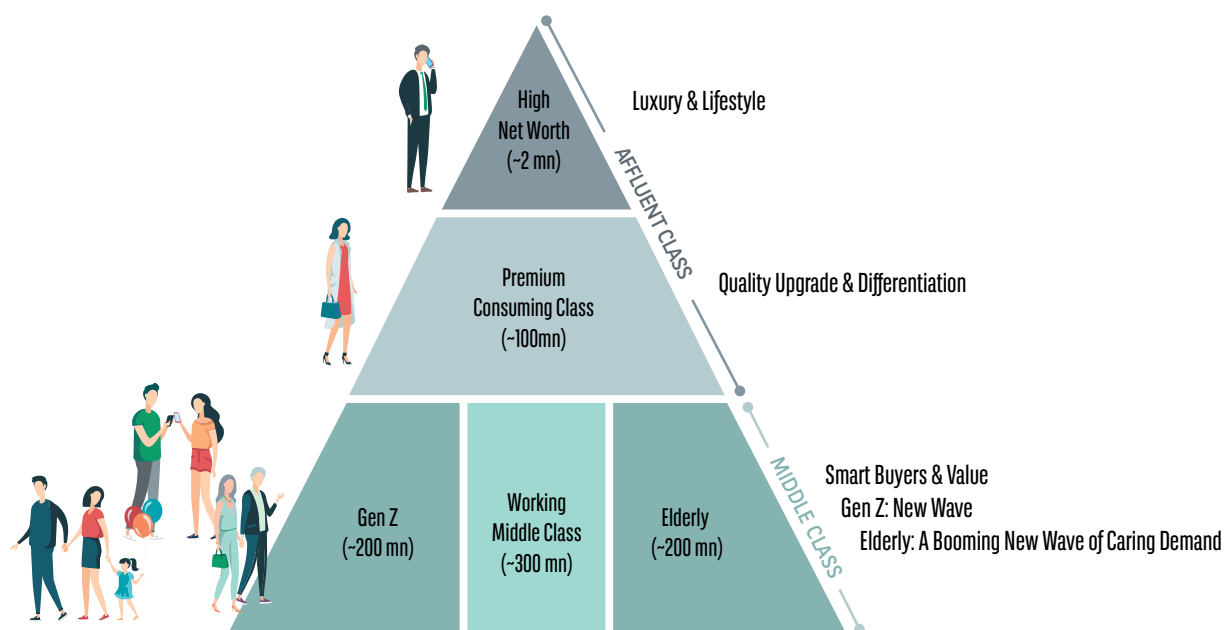 High
Net Worth
(~2 mn)
Luxury & Lifestyle
AFFLUENT CLASS
Premium
Consuming Class
(~100mn)
Quality Upgrade & Differentiation
Gen Z
(~200 mn)
Working
Middle Class
(~300 mn)
Elderly
(~200 mn)
MIDDLE CLASS
Smart Buyers & Value
Gen Z: New Wave
Elderly: A Booming New Wave of Caring Demand